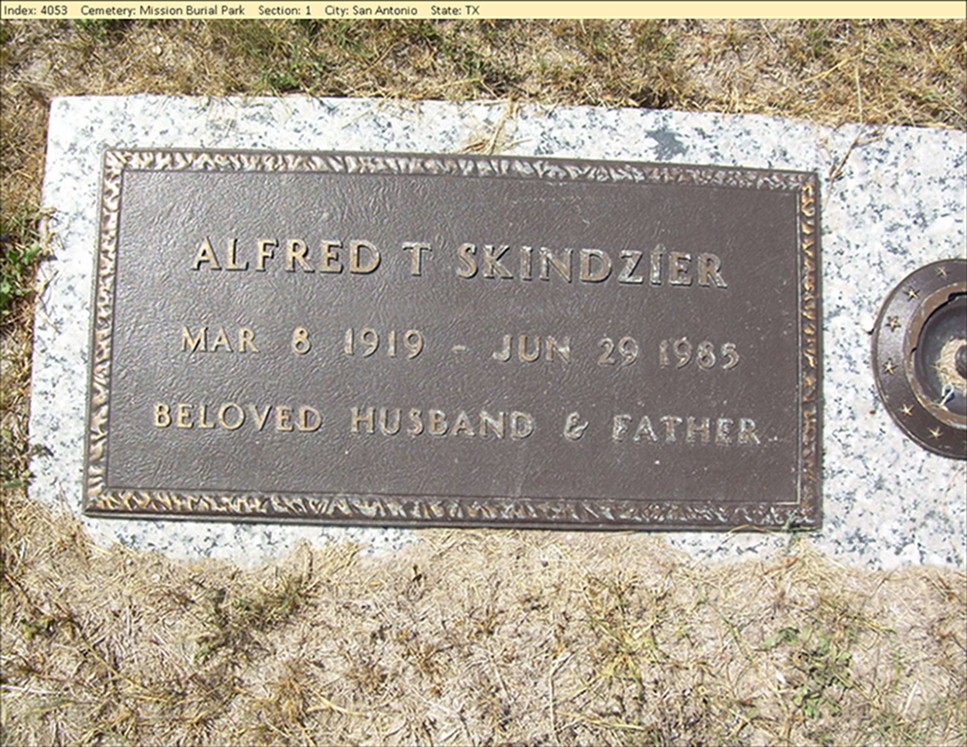 Index: 4053 Cemetery: Mission Burial Park Section: 1 City: San Antonio State: TX
ALFRED T SKINDZIER
MAR 8 1919 - JUN 29 1985
BELOVED HUSBAND & FATHER